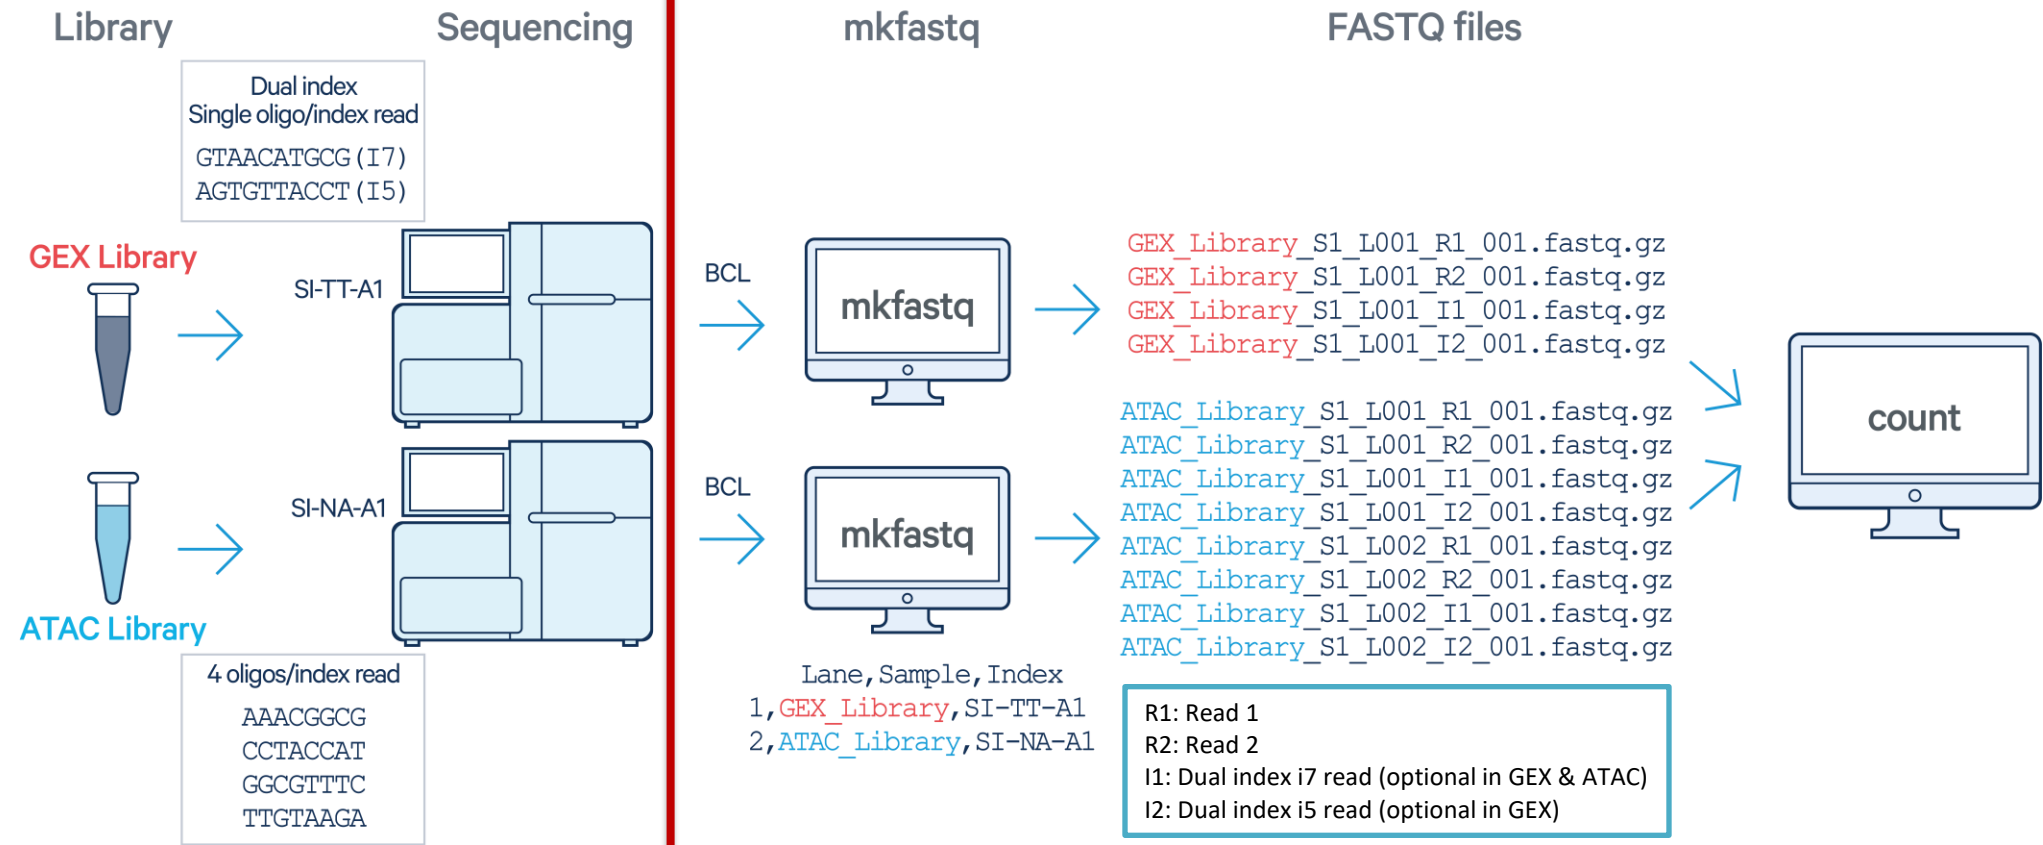 Library
Sequencing
mkfastq
FASTQ files
Dual index
Single oligo/index read
GTAACATGCG(I7)
AGTGTTACCT(I5)
GEX Library
SI-TT-A1
BCL
mkfastq
GEX_Library_S1_L001_R1_001.fastq.gz
GEX_Library_S1_L001_R2_001.fastq.gz
GEX_Library_S1_L001_I1_001.fastq.gz
GEX_Library_S1_L001_I2_001.fastq.gz
ATAC_Library_S1_L001_R1_001.fastq.gz
ATAC_Library_S1_L001_R2_001.fastq.gz
ATAC_Library_S1_L001_I1_001.fastq.gz
ATAC_Library_S1_L001_I2_001.fastq.gz
ATAC_Library_S1_L002_R1_001.fastq.gz
ATAC_Library_S1_L002_R2_001.fastq.gz
ATAC_Library_S1_L002_I1_001.fastq.gz
ATAC_Library_S1_L002_I2_001.fastq.gz
count
SI-NA-A1
BCL
mkfastq
ATAC Library
4 oligos/index read
AAACGGCG
CCTACCAT
GGCGTTTC
TTGTAAGA
Lane,Sample,Index
1,GEX_Library,SI-TT-A1
2,ATAC_Library,SI-NA-A1
R1: Read 1
R2: Read 2
I1: Dual index i7 read (optional in GEX & ATAC)
I2: Dual index i5 read (optional in GEX)